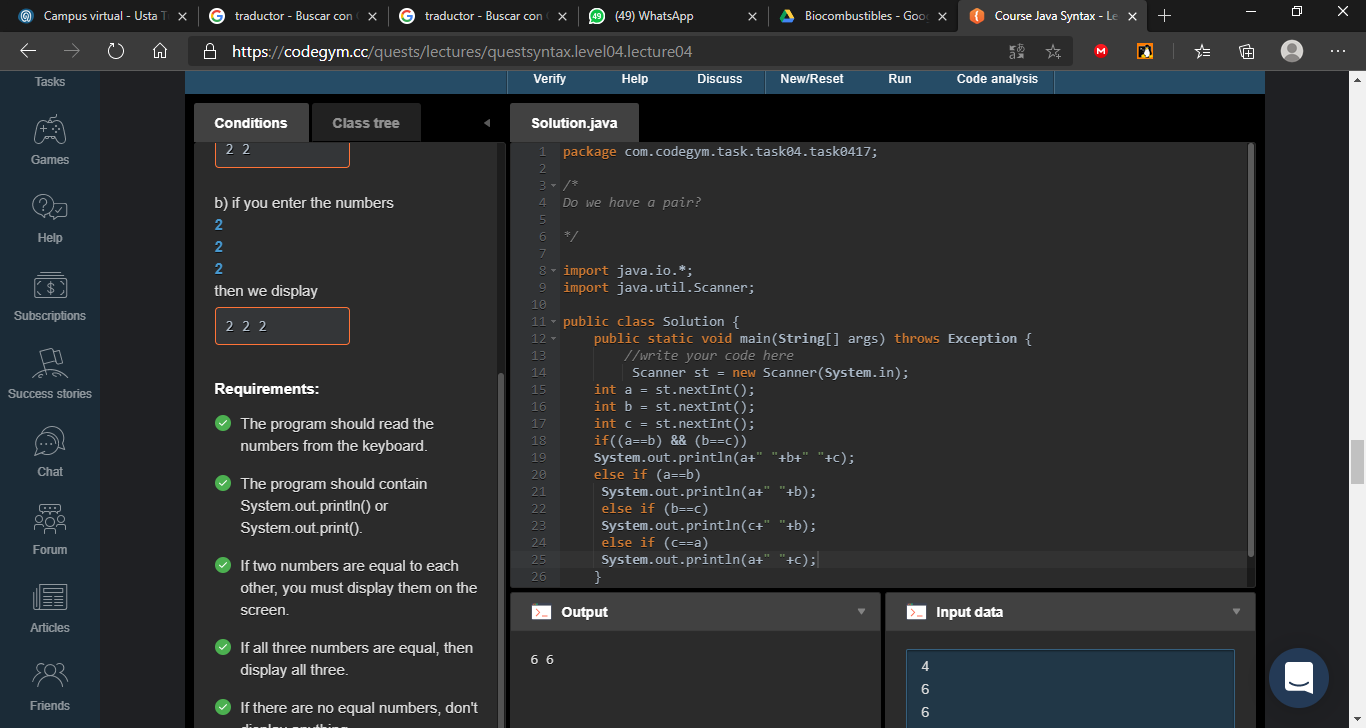 Campus virtual - Usta T
traductor - Buscar con
traductor - Buscar con
(49) WhatsApp
Biocombustibles - Goo
Course Java Syntax - Le
https://codegym.cc/quests/lectures/questsyntax.level04.lecture04
Tasks
Games
Help
Subscriptions
Success stories
Chat
Forum
Articles
Friends
Verify
Help
Discuss
New/Reset
Run
Code analysis
Conditions
Class tree
2 2
b) if you enter the numbers
2
2
2
then we display
2 2 2
Requirements:
The program should read the
numbers from the keyboard.
The program should contain
System.out.println() or
System.out.print().
If two numbers are equal to each
other, you must display them on the
screen.
If all three numbers are equal, then
display all three.
If there are no equal numbers, don't
display anything.
Solution.java
1 package com.codegym.task.task04.task0417;
2
3 /*
4 Do we have a pair?
5
6 */
7
8 import java.io.*;
9 import java.util.Scanner;
10
11 public class Solution {
12 public static void main(String[] args) throws Exception {
13 //write your code here
14 Scanner st = new Scanner(System.in);
15 int a = st.nextInt();
16 int b = st.nextInt();
17 int c = st.nextInt();
18 if((a==b) && (b==c))
19 System.out.println(a+" "+b+" "+c);
20 else if (a==b)
21 System.out.println(a+" "+b);
22 else if (b==c)
23 System.out.println(c+" "+b);
24 else if (c==a)
25 System.out.println(a+" "+c);
26 }
Output
6 6
Input data
4
6
6